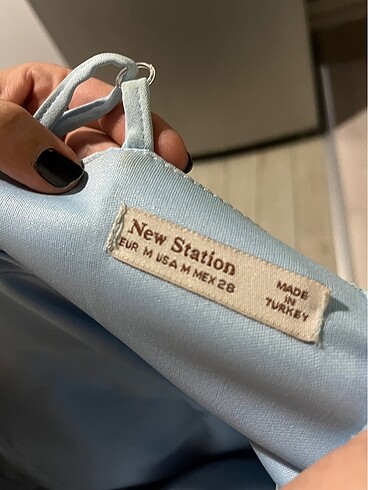 New Station
EUR M USA M MEX 28
MADE
IN
TURKEY